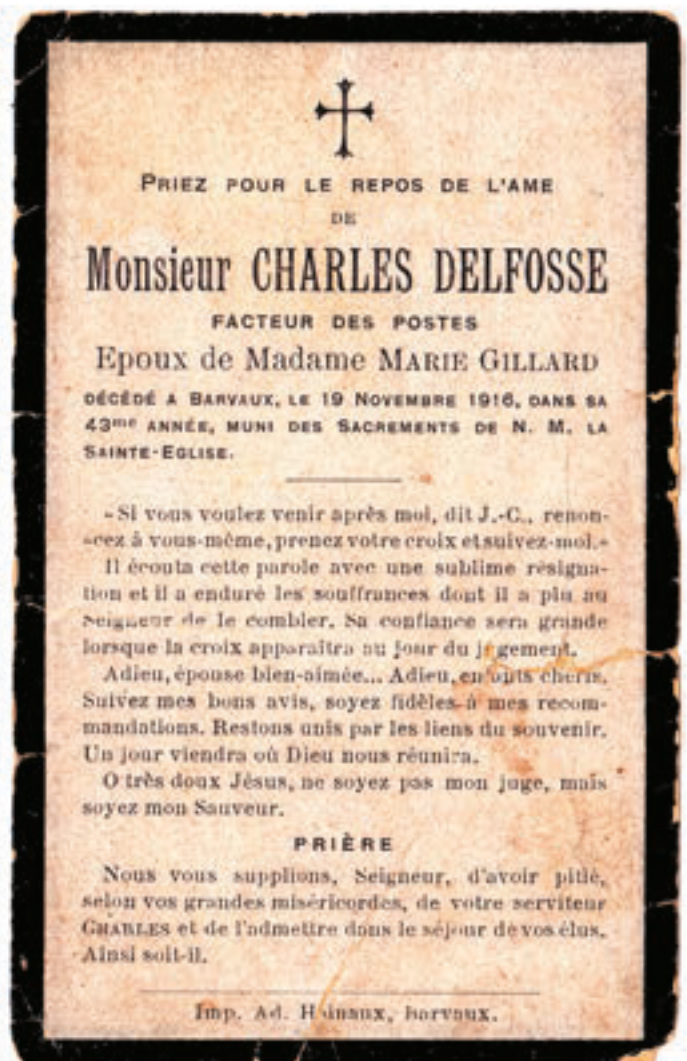 PRIEZ POUR LE REPOS DE L'AME
DE
Monsieur CHARLES DELFOSSE
FACTEUR DES POSTES
Epoux de Madame MARIE GILLARD
DÉCÉDÉ A BARVAUX, LE 19 NOVEMBRE 1916, DANS SA
43me ANNÉE, MUNI DES SACREMENTS DE N. M. LA
SAINTE-EGLISE.
« Si vous voulez venir après moi, dit J.-C., renon-
«cez à vous-même, prenez votre croix et suivez-moi.»
Il écouta cette parole avec une sublime résigna-
tion et il a enduré les souffrances dont il a plu au
Seigneur de le combler. Sa confiance sera grande
lorsque la croix apparaîtra au jour du jugement.
Adieu, épouse bien-aimée... Adieu, enfants chéris.
Suivez mes bons avis, soyez fidèles à mes recom-
mandations. Restons unis par les liens du souvenir.
Un jour viendra où Dieu nous réunira.
O très doux Jésus, ne soyez pas mon juge, mais
soyez mon Sauveur.
PRIÈRE
Nous vous supplions, Seigneur, d'avoir pitié,
selon vos grandes miséricordes, de votre serviteur
CHARLES et de l'admettre dans le séjour de vos élus.
Ainsi soit-il.
Imp. Ad. Hainaux, Barvaux.